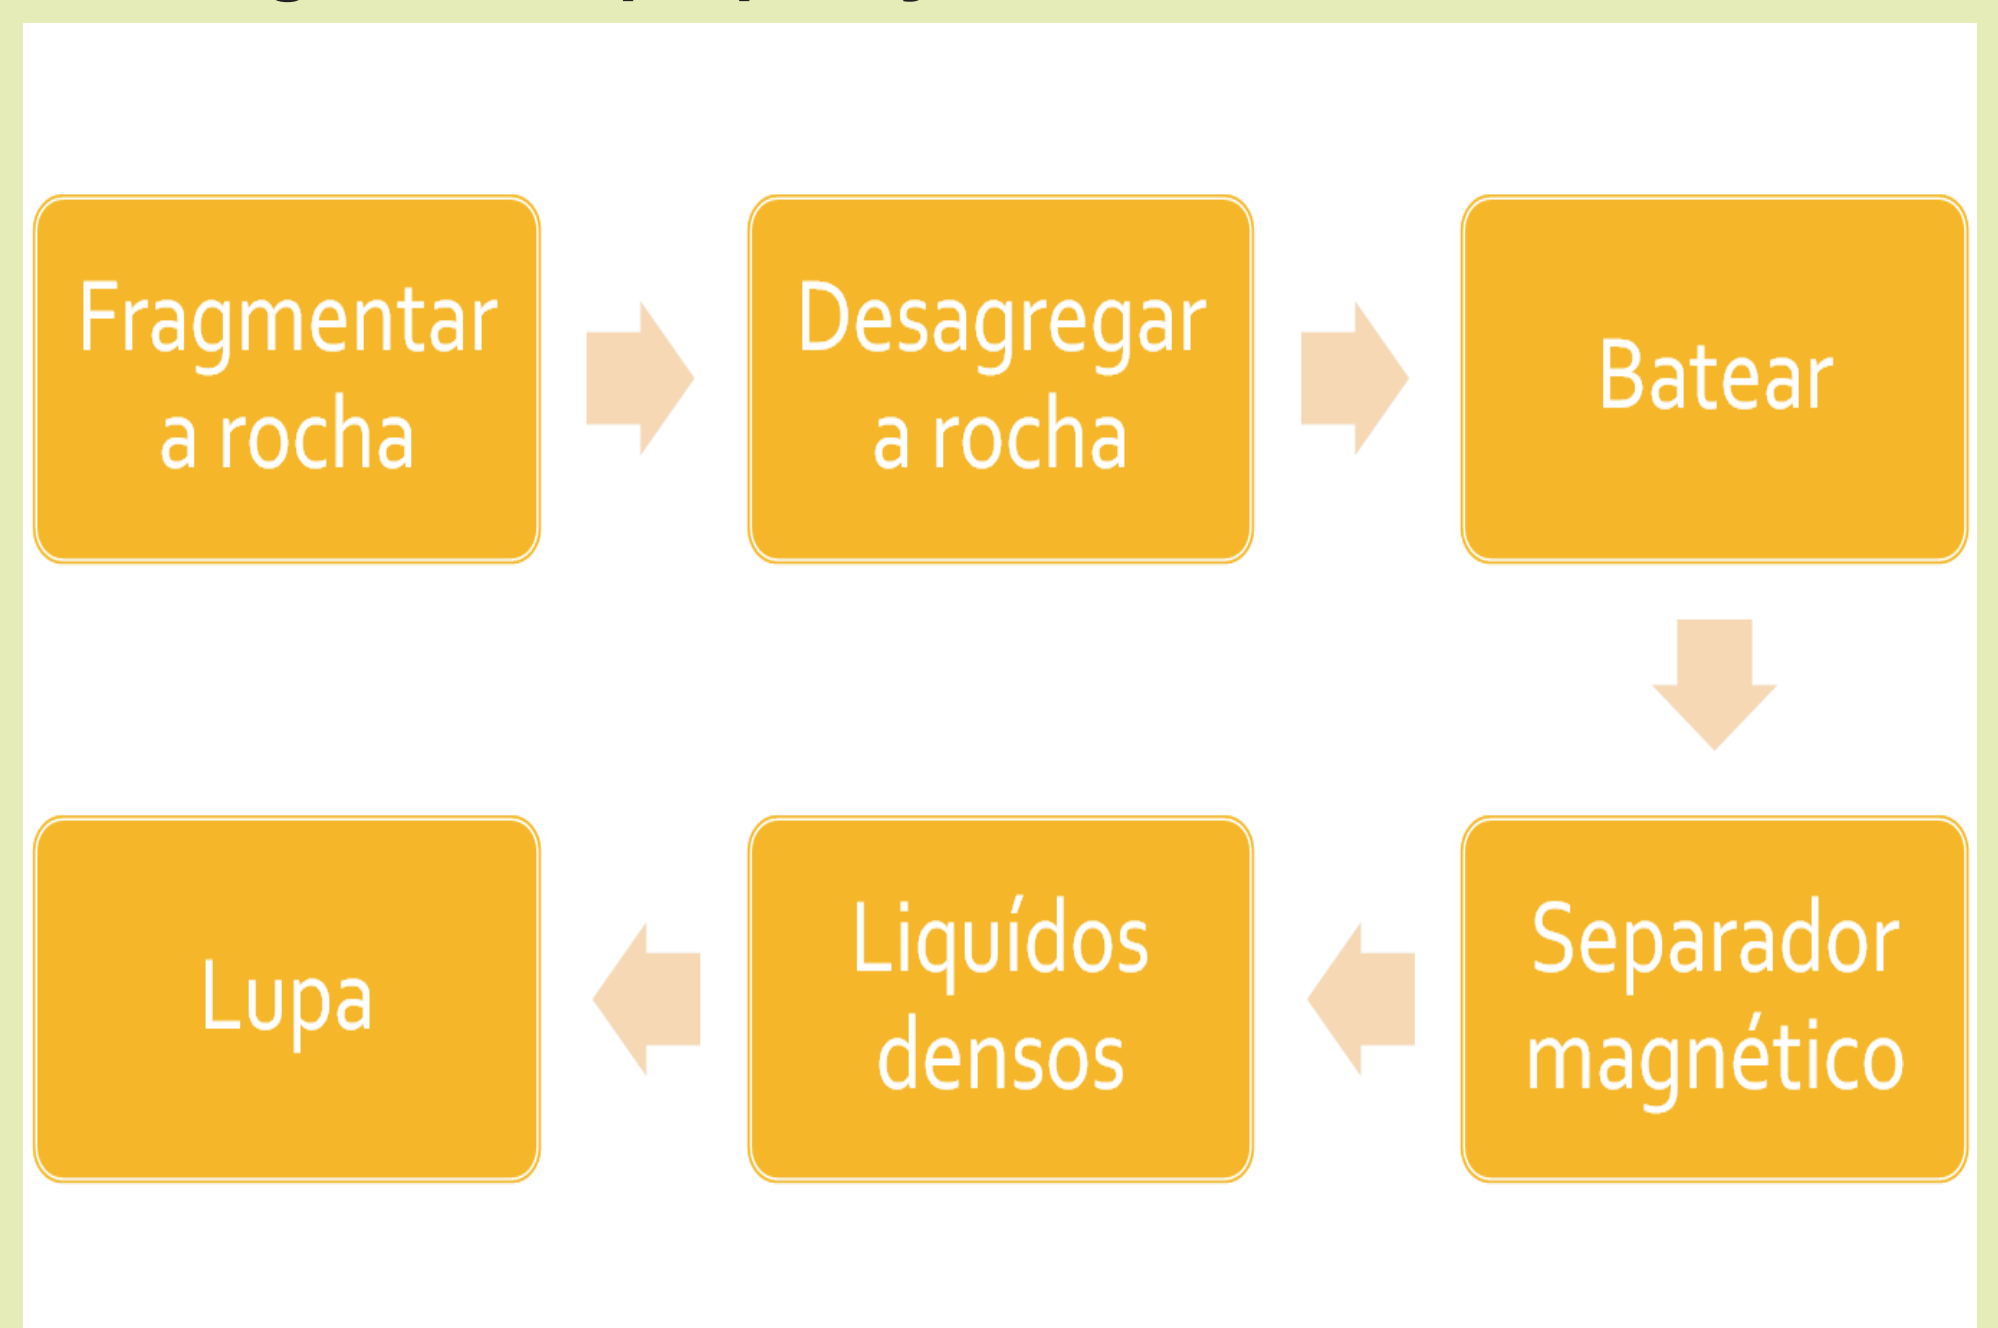 Fragmentar
a rocha
Desagregar
a rocha
Batear
Separador
magnético
Liquídos
densos
Lupa